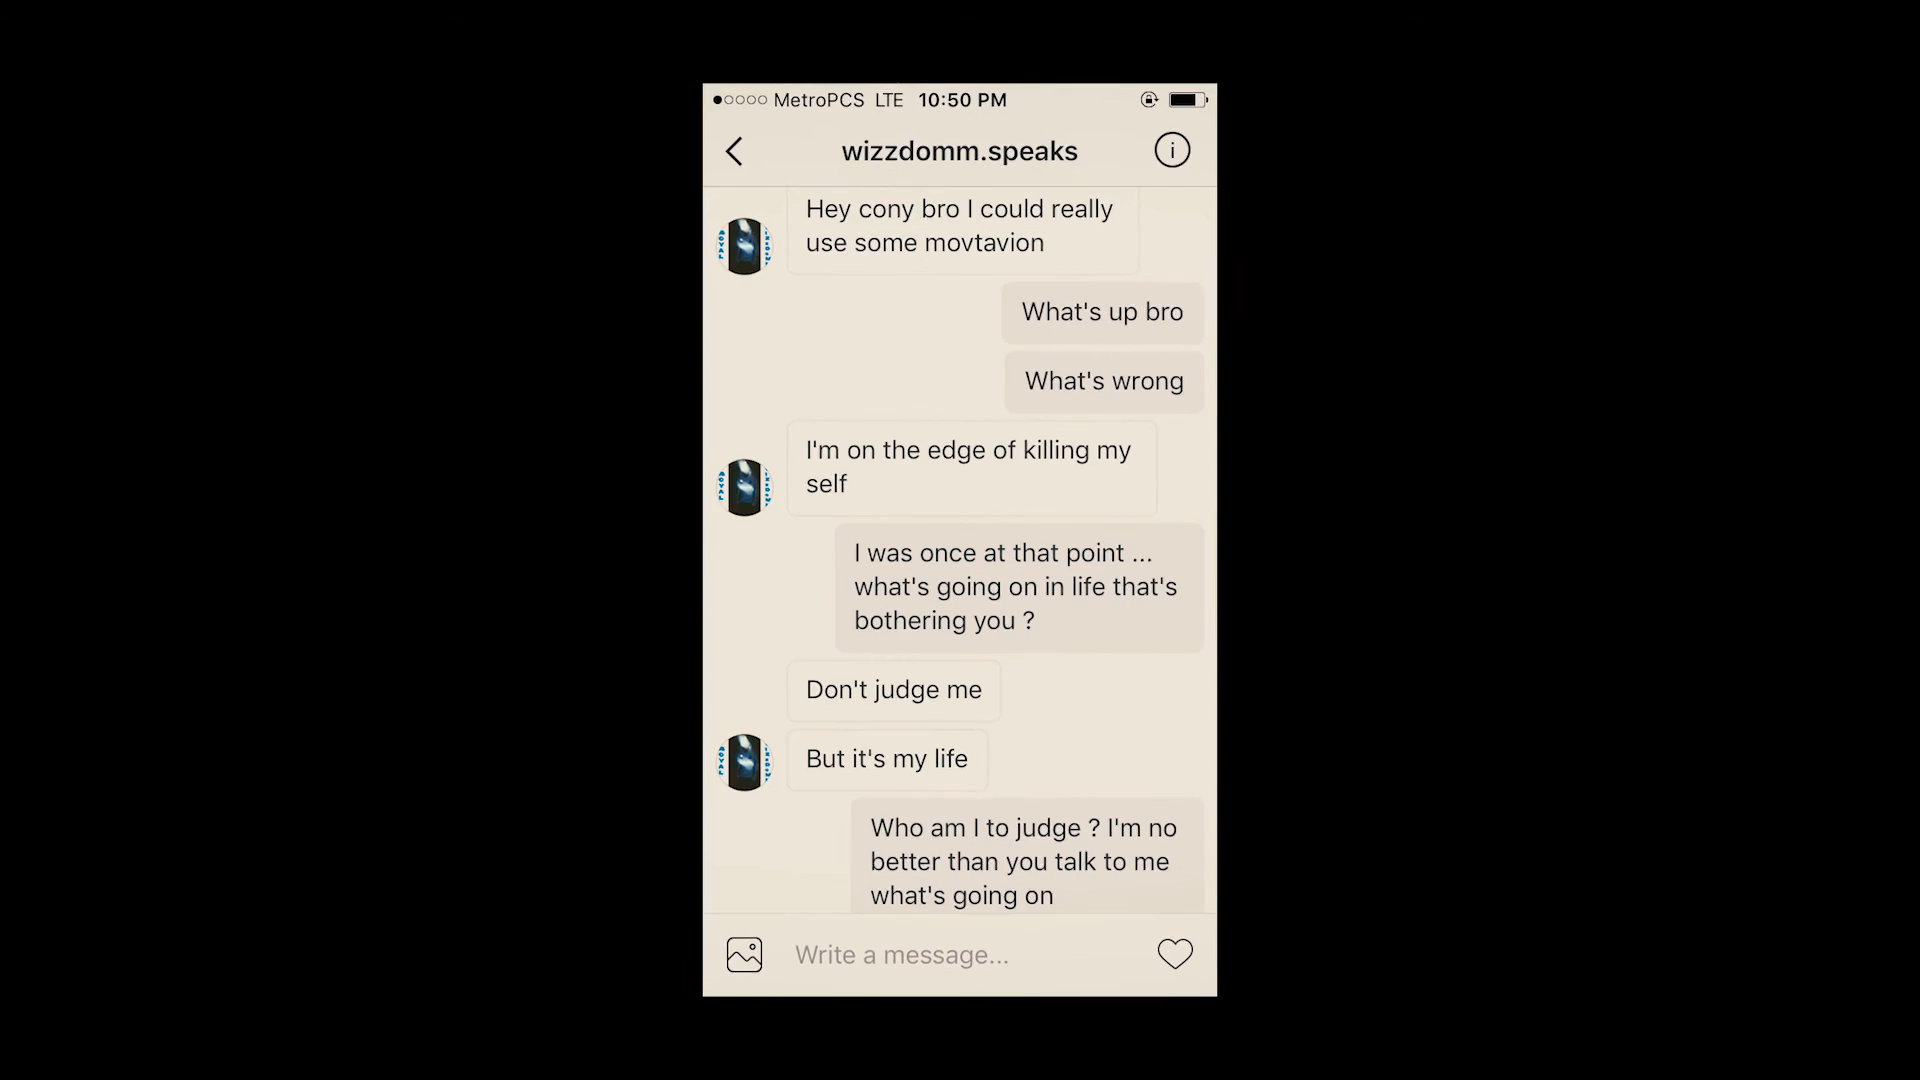 MetroPCS LTE 10:50 PM
wizzdomm.speaks
Hey cony bro I could really
use some movtavion
What's up bro
What's wrong
I'm on the edge of killing my
self
I was once at that point ...
what's going on in life that's
bothering you ?
Don't judge me
But it's my life
Who am I to judge ? I'm no
better than you talk to me
what's going on
Write a message...